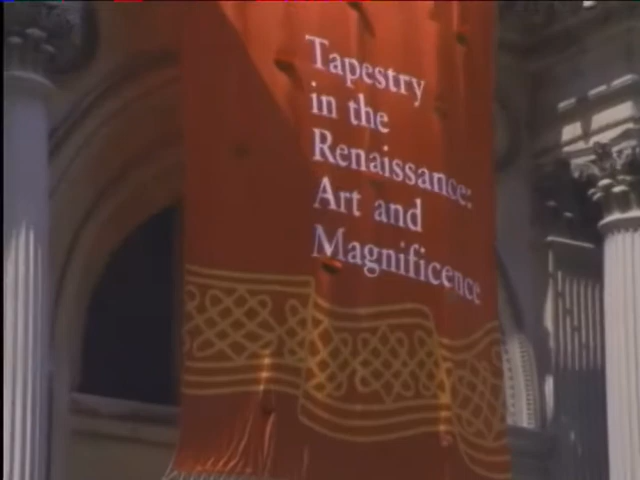 Tapestry
in the
Renaissance:
Art and
Magnificence